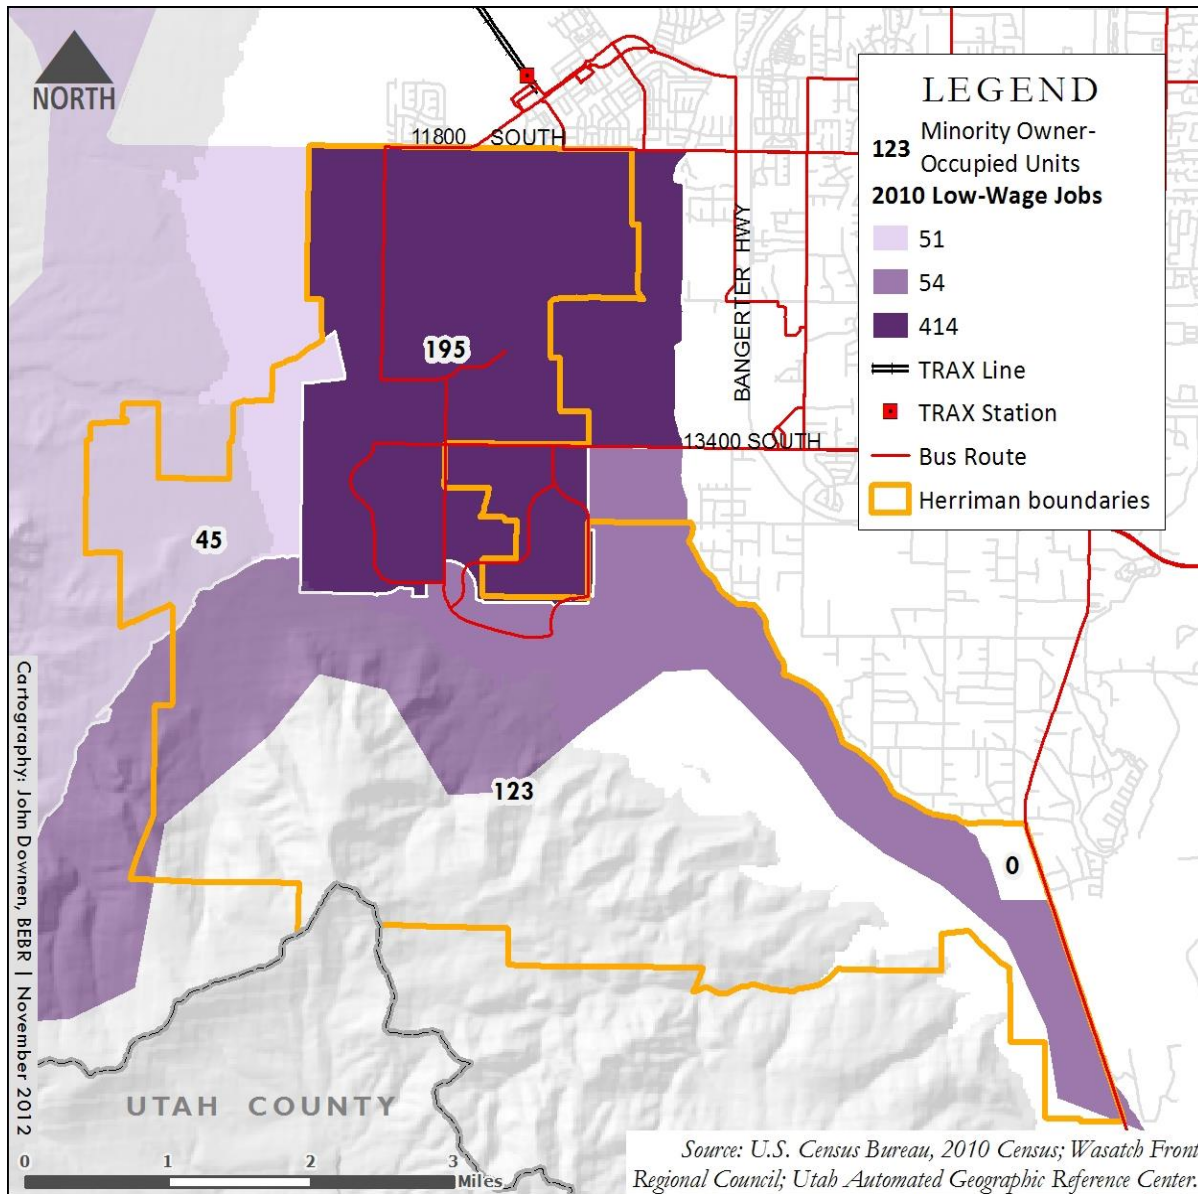 NORTH
11800 SOUTH
BANGERTER HWY
13400 SOUTH
195
45
123
0
LEGEND
123 Minority Owner-
Occupied Units
2010 Low-Wage Jobs
51
54
414
TRAX Line
TRAX Station
Bus Route
Herriman boundaries
Cartography: John Downen, BEBR | November 2012
UTAH COUNTY
0 1 2 3
Miles
Source: U.S. Census Bureau, 2010 Census; Wasatch Front
Regional Council; Utah Automated Geographic Reference Center.